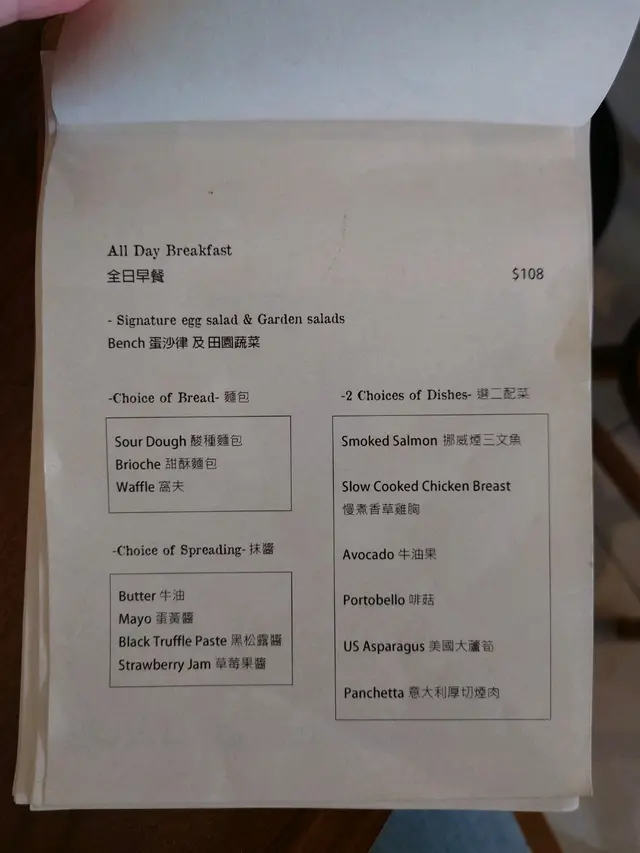 All Day Breakfast
全日早餐
$108
- Signature egg salad & Garden salads
Bench 蛋沙律 及 田園蔬菜
-Choice of Bread- 麵包
Sour Dough 酸種麵包
Brioche 甜酥麵包
Waffle 窩夫
-Choice of Spreading- 抹醬
Butter 牛油
Mayo 蛋黃醬
Black Truffle Paste 黑松露醬
Strawberry Jam 草莓果醬
-2 Choices of Dishes- 選二配菜
Smoked Salmon 挪威煙三文魚
Slow Cooked Chicken Breast
慢煮香草雞胸
Avocado 牛油果
Portobello 啡菇
US Asparagus 美國大蘆筍
Panchetta 意大利厚切煙肉